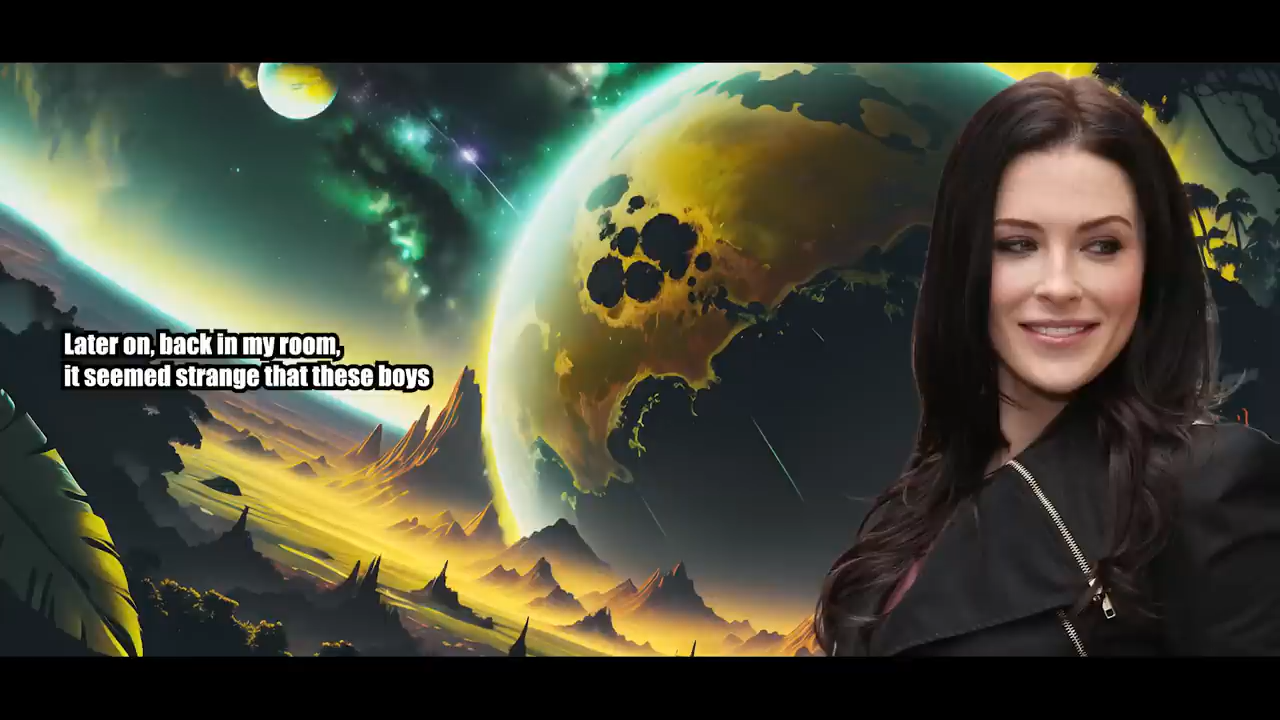 Later on, back in my room,
it seemed strange that these boys